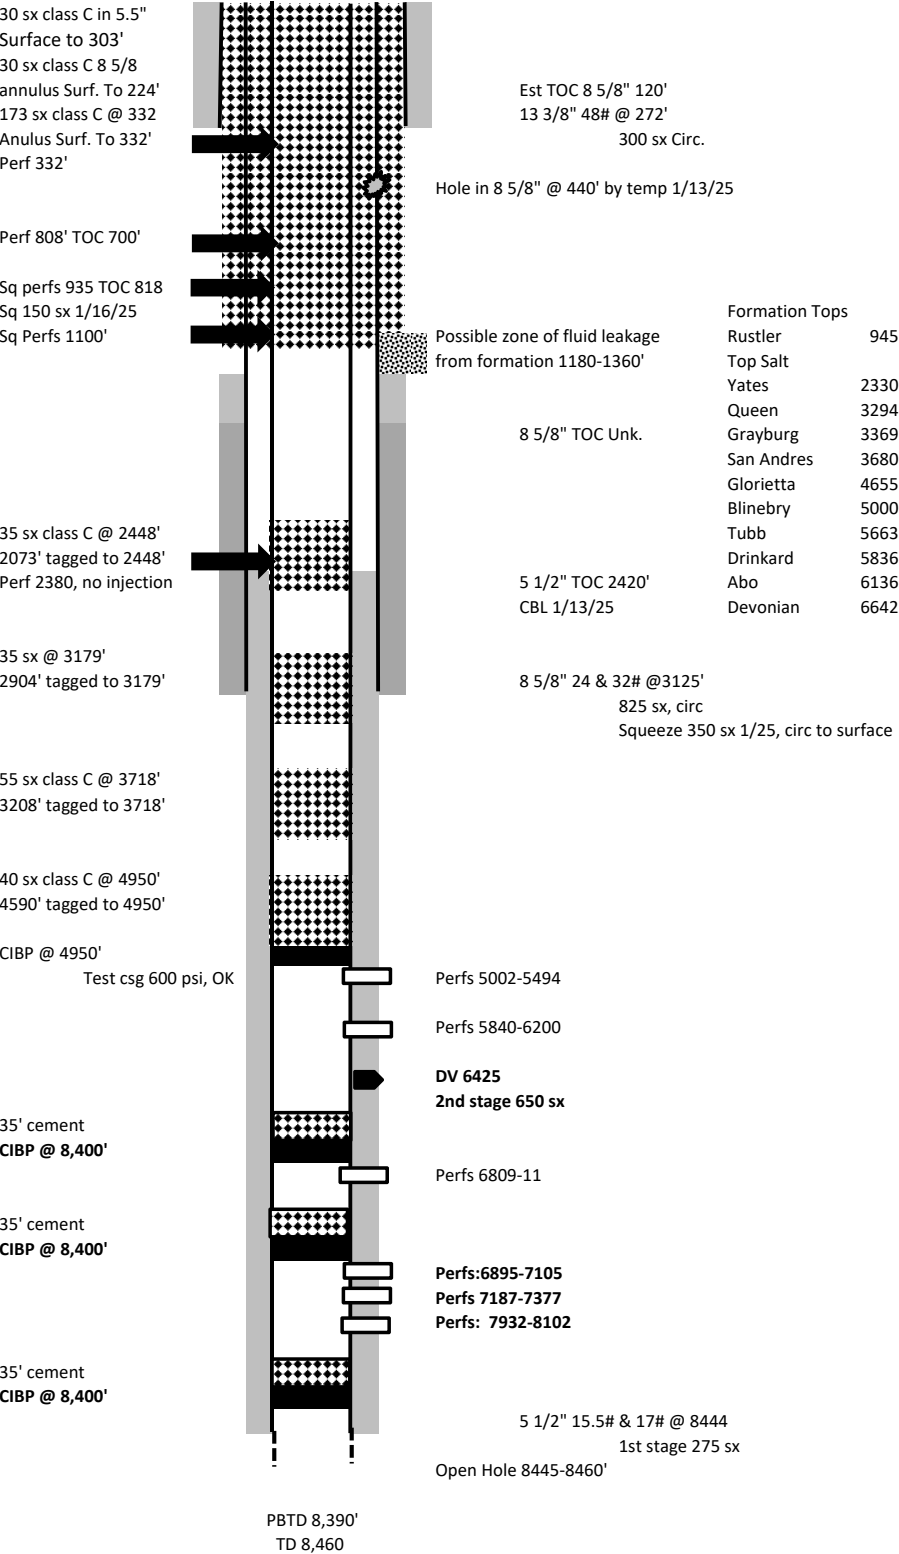 30 sx class C in 5.5"
Surface to 303'
30 sx class C 8 5/8
annulus Surf. To 224'
Est TOC 8 5/8" 120'
173 sx class C @ 332
13 3/8" 48# @ 272'
Anulus Surf. To 332'
300 sx Circ.
Perf 332'
Hole in 8 5/8" @ 440' by temp 1/13/25
Perf 808' TOC 700'
Sq perfs 935 TOC 818
Sq 150 sx 1/16/25
Formation Tops
Sq Perfs 1100'
Possible zone of fluid leakage
Rustler 945
from formation 1180-1360'
Top Salt
Yates 2330
Queen 3294
8 5/8" TOC Unk.
Grayburg 3369
San Andres 3680
Glorietta 4655
Blinebry 5000
35 sx class C @ 2448'
Tubb 5663
2073' tagged to 2448'
Drinkard 5836
Perf 2380, no injection
5 1/2" TOC 2420'
Abo 6136
CBL 1/13/25
Devonian 6642
35 sx @ 3179'
2904' tagged to 3179'
8 5/8" 24 & 32# @3125'
825 sx, circ
Squeeze 350 sx 1/25, circ to surface
55 sx class C @ 3718'
3208' tagged to 3718'
40 sx class C @ 4950'
4590' tagged to 4950'
CIBP @ 4950'
Test csg 600 psi, OK
Perfs 5002-5494
Perfs 5840-6200
DV 6425
2nd stage 650 sx
35' cement
CIBP @ 8,400'
Perfs 6809-11
35' cement
CIBP @ 8,400'
Perfs:6895-7105
Perfs 7187-7377
Perfs: 7932-8102
35' cement
CIBP @ 8,400'
5 1/2" 15.5# & 17# @ 8444
1st stage 275 sx
Open Hole 8445-8460'
PBTD 8,390'
TD 8,460